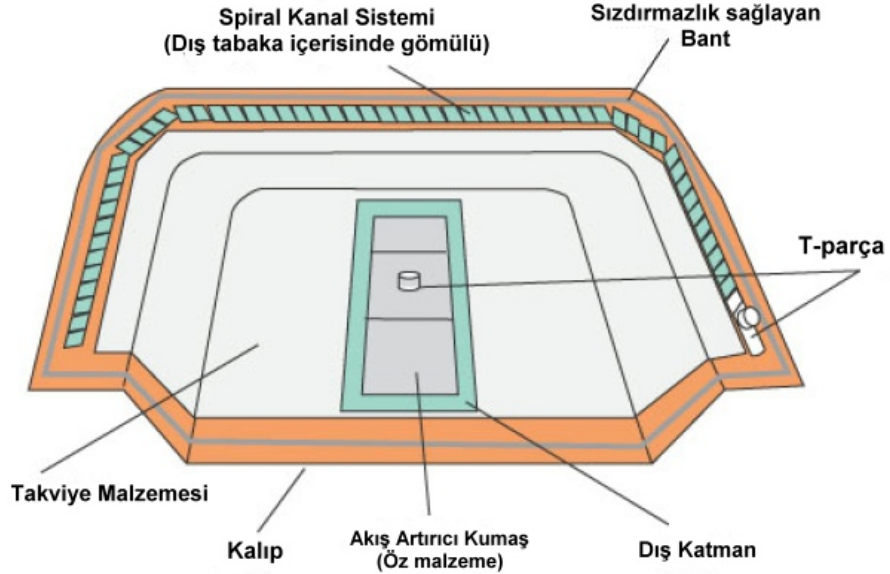 Spiral Kanal Sistemi
(Dış tabaka içerisinde gömülü)
Sızdırmazlık sağlayan
Bant
T-parça
Takviye Malzemesi
Kalıp
Akış Artırıcı Kumaş
(Öz malzeme)
Dış Katman